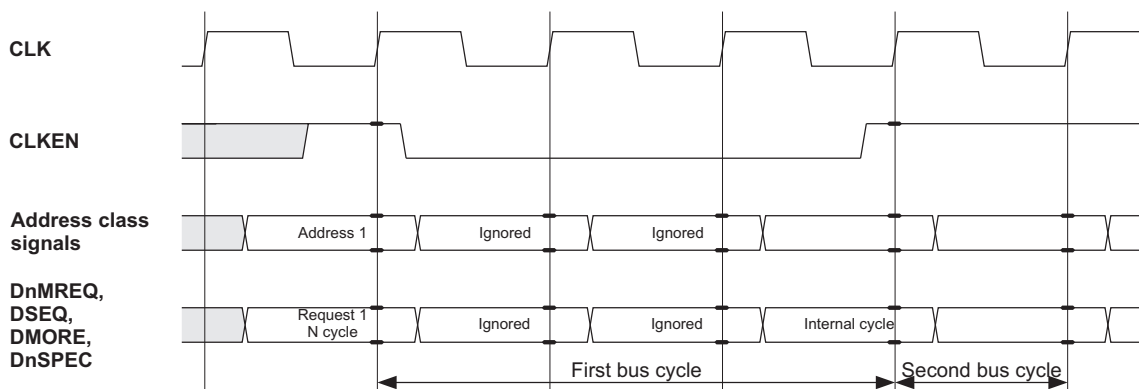 CLK
CLKEN
Address class
signals
Address 1
Ignored
Ignored
DnMREQ,
DSEQ,
DMORE,
DnSPEC
Request 1
N cycle
Ignored
Ignored
Internal cycle
First bus cycle
Second bus cycle